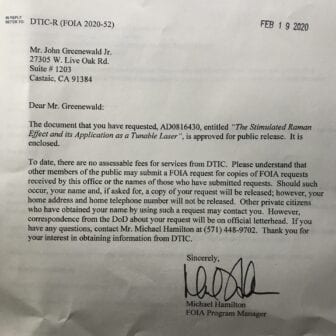 IN REPLY
REFER TO: DTIC-R (FOIA 2020-52)
FEB 19 2020
Mr. John Greenewald Jr.
27305 W. Live Oak Rd.
Suite # 1203
Castaic, CA 91384
Dear Mr. Greenewald:
The document that you have requested, AD0816430, entitled "The Stimulated Raman
Effect and its Application as a Tunable Laser", is approved for public release. It is
enclosed.
To date, there are no assessable fees for services from DTIC. Please understand that
other members of the public may submit a FOIA request for copies of FOIA requests
received by this office or the names of those who have submitted requests. Should such
occur, your name and, if asked for, a copy of your request will be released; however, your
home address and home telephone number will not be released. Other private citizens
who have obtained your name by using such a request may contact you. However,
correspondence from the DoD about your request will be on official letterhead. If you
have any questions, contact Mr. Michael Hamilton at (571) 448-9702. Thank you for
your interest in obtaining information from DTIC.
Sincerely,
Michael Hamilton
FOIA Program Manager